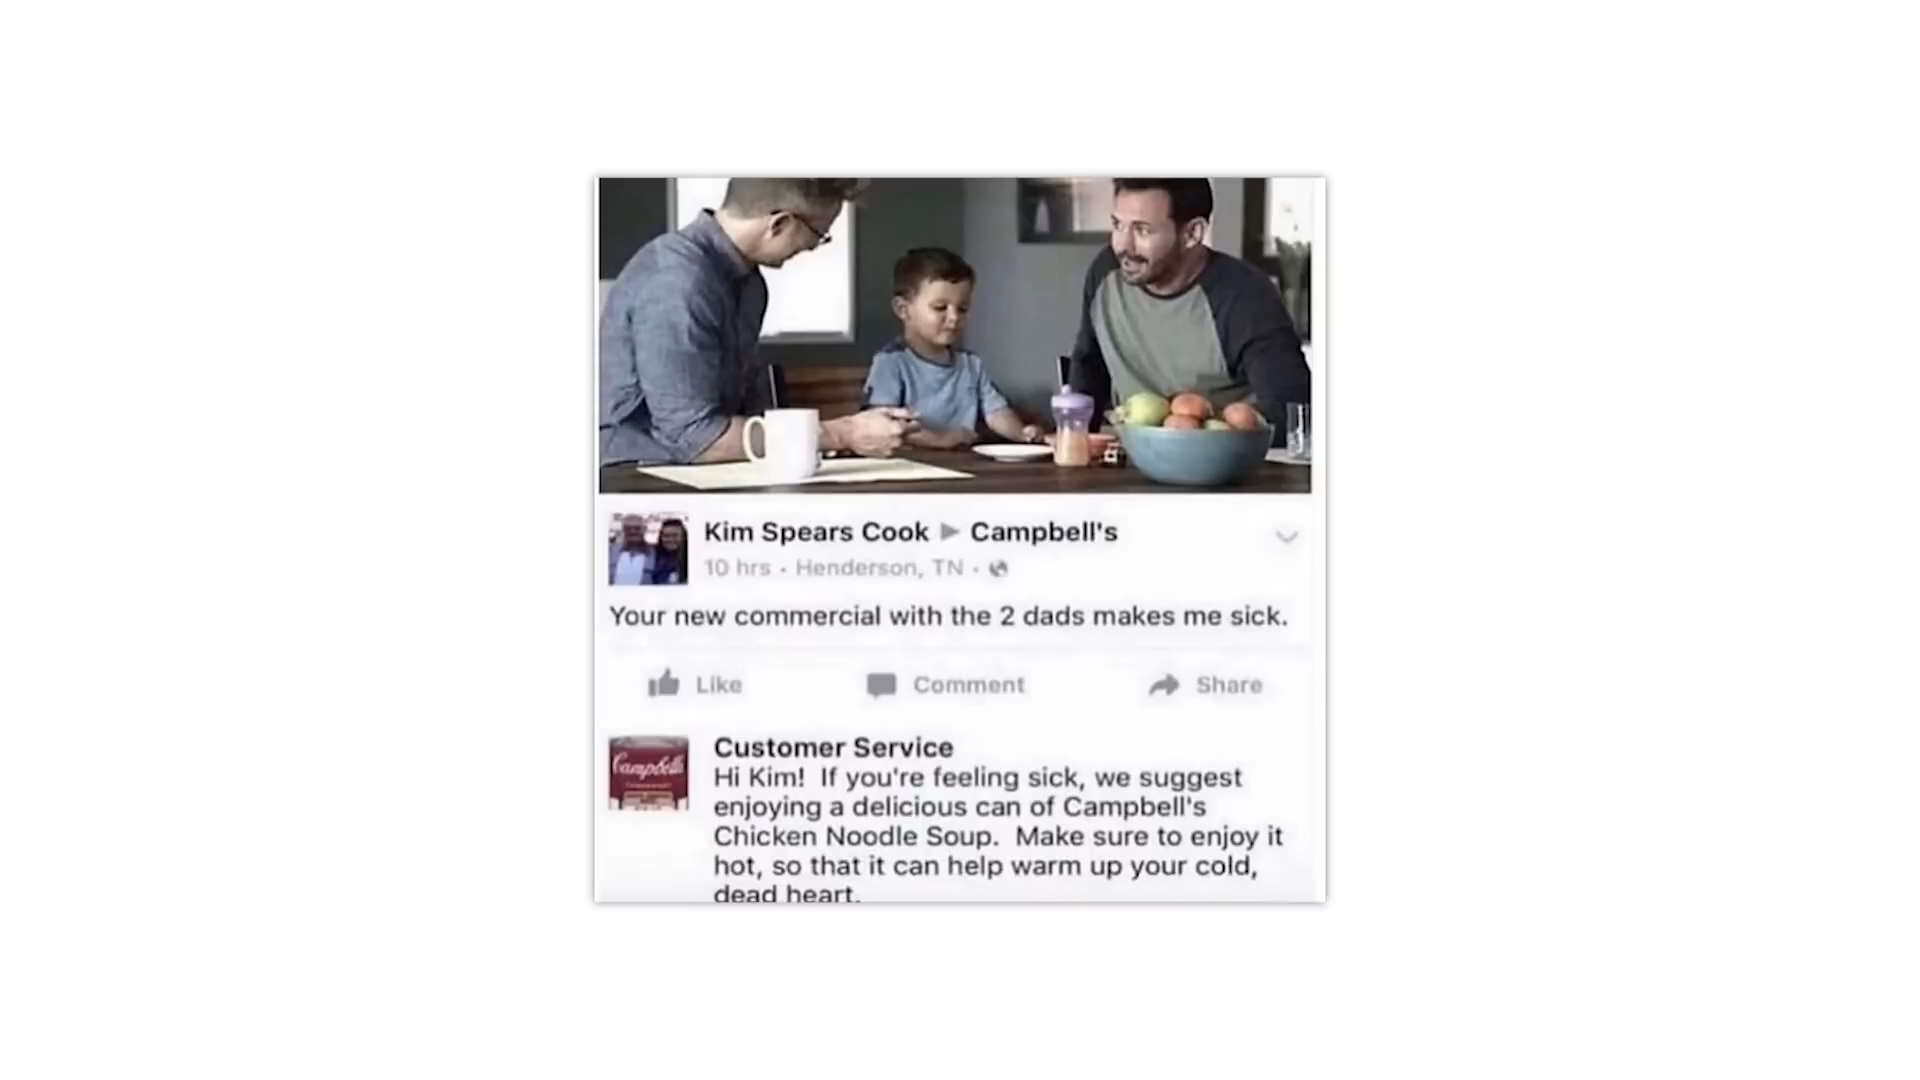 Kim Spears Cook ▶ Campbell's
10 hrs · Henderson, TN ·
Your new commercial with the 2 dads makes me sick.
Like Comment Share
Campbell's
Customer Service
Hi Kim!  If you're feeling sick, we suggest
enjoying a delicious can of Campbell's
Chicken Noodle Soup.  Make sure to enjoy it
hot, so that it can help warm up your cold,
dead heart.